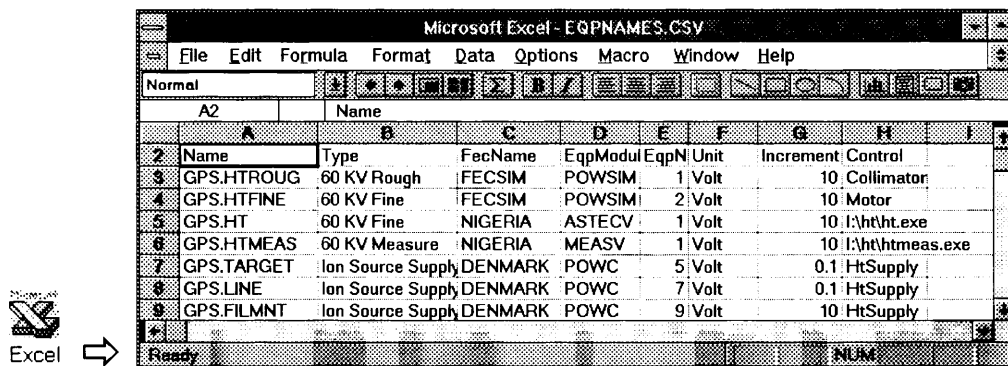 Microsoft Excel - EQPNAMES.CSV
File Edit Formula Format Data Options Macro Window Help
Normal Σ B I
A2 Name
A B C D E F G H I
2 Name Type FecName EqpModul EqpN Unit Increment Control
3 GPS.HTROUG 60 KV Rough FECSIM POWSIM 1 Volt 10 Collimator
4 GPS.HTFINE 60 KV Fine FECSIM POWSIM 2 Volt 10 Motor
5 GPS.HT 60 KV Fine NIGERIA ASTECV 1 Volt 10 I:\ht\ht.exe
6 GPS.HTMEAS 60 KV Measure NIGERIA MEASV 1 Volt 10 I:\ht\htmeas.exe
7 GPS.TARGET Ion Source Supply DENMARK POWC 5 Volt 0.1 HtSupply
8 GPS.LINE Ion Source Supply DENMARK POWC 7 Volt 0.1 HtSupply
9 GPS.FILMNT Ion Source Supply DENMARK POWC 9 Volt 10 HtSupply
Ready NUM
Excel